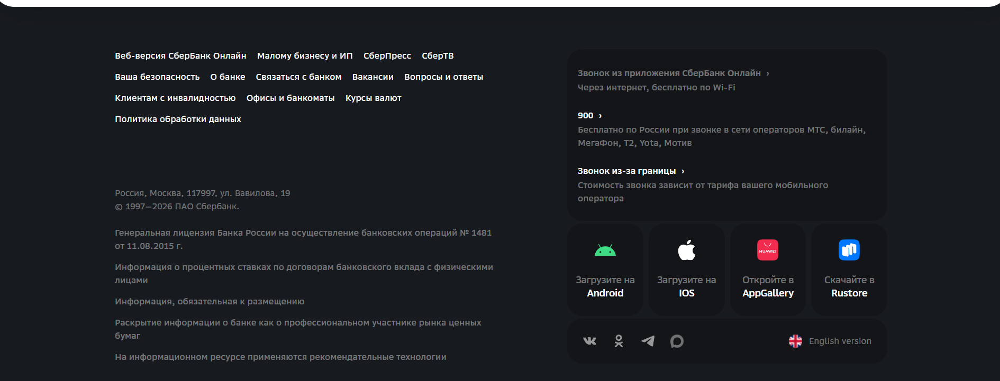 Веб-версия СберБанк Онлайн Малому бизнесу и ИП СберПресс СберТВ
Ваша безопасность О банке Связаться с банком Вакансии Вопросы и ответы
Клиентам с инвалидностью Офисы и банкоматы Курсы валют
Политика обработки данных
Россия, Москва, 117997, ул. Вавилова, 19
© 1997—2026 ПАО Сбербанк.
Генеральная лицензия Банка России на осуществление банковских операций № 1481
от 11.08.2015 г.
Информация о процентных ставках по договорам банковского вклада с физическими
лицами
Информация, обязательная к размещению
Раскрытие информации о банке как о профессиональном участнике рынка ценных
бумаг
На информационном ресурсе применяются рекомендательные технологии
Звонок из приложения СберБанк Онлайн ›
Через интернет, бесплатно по Wi-Fi
900 ›
Бесплатно по России при звонке в сети операторов МТС, билайн,
МегаФон, Т2, Yota, Мотив
Звонок из-за границы ›
Стоимость звонка зависит от тарифа вашего мобильного
оператора
Загрузите на
Android
Загрузите на
IOS
HUAWEI
Откройте в
AppGallery
Скачайте в
Rustore
English version